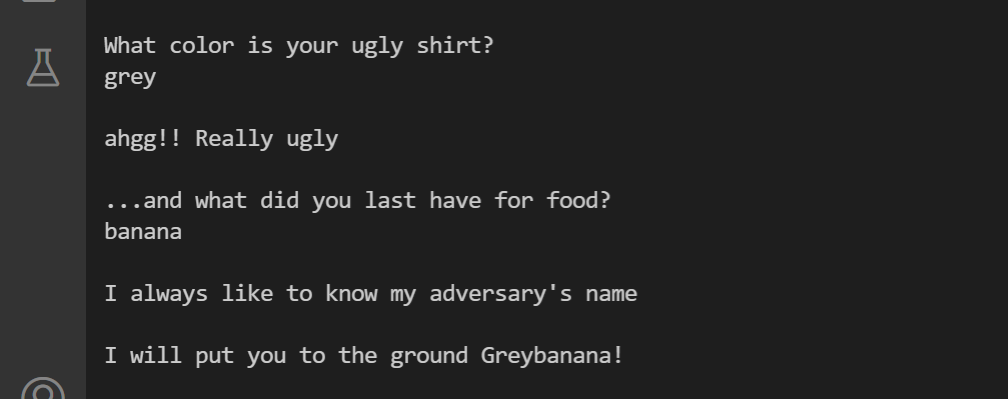 What color is your ugly shirt?
grey
ahgg!! Really ugly
...and what did you last have for food?
banana
I always like to know my adversary's name
I will put you to the ground Greybanana!